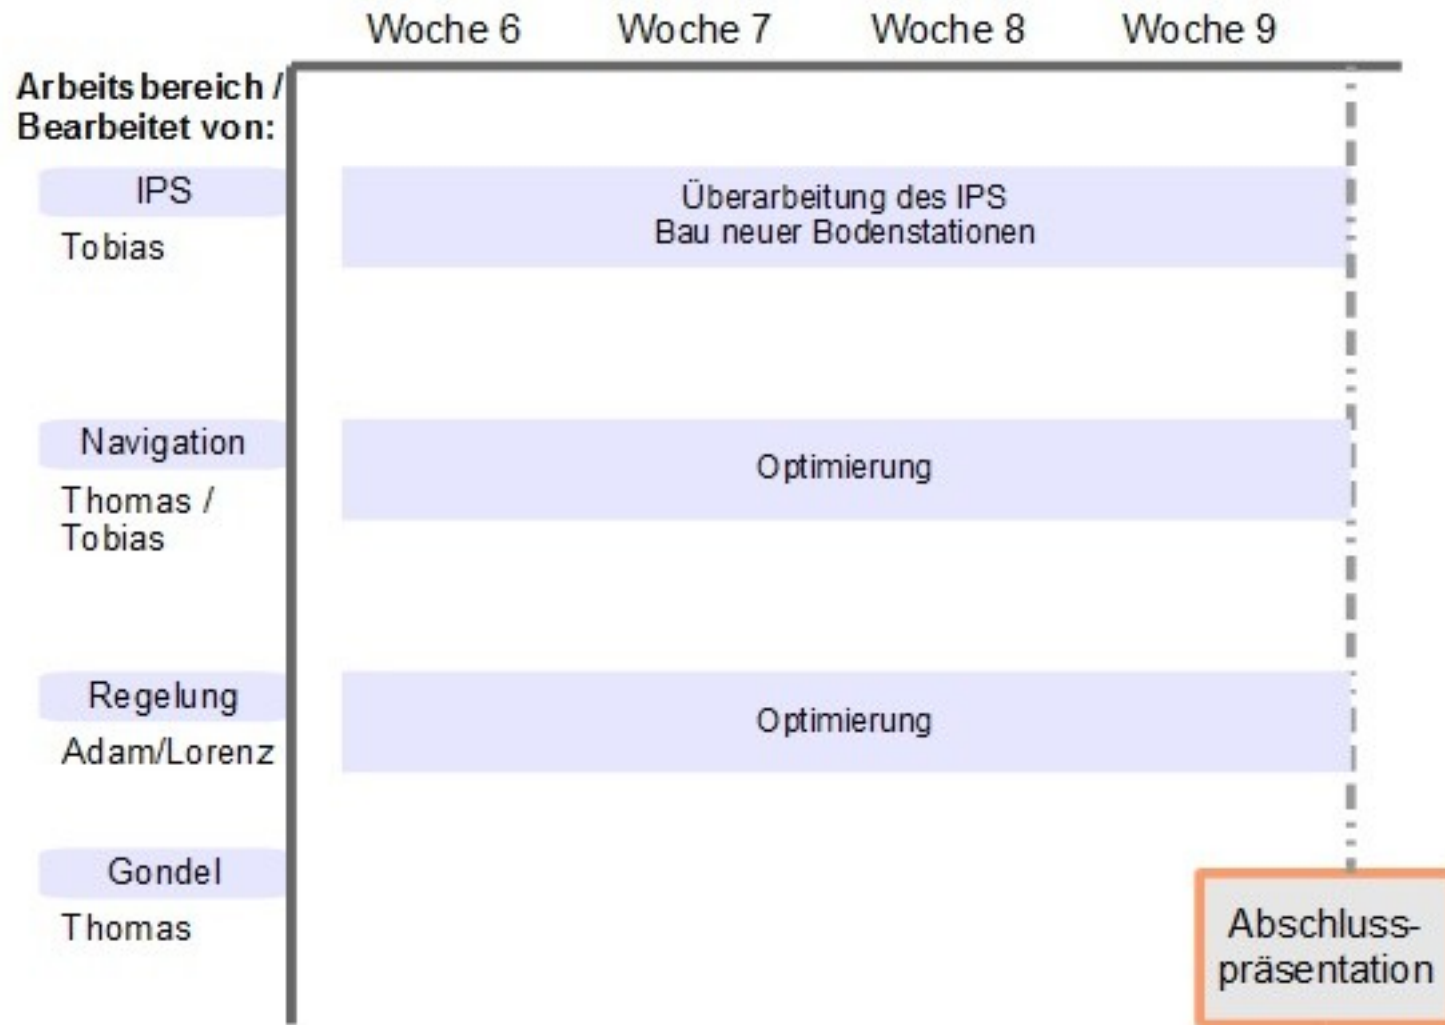 Woche 6 Woche 7 Woche 8 Woche 9
Arbeitsbereich /
Bearbeitet von:
IPS
Tobias
Überarbeitung des IPS
Bau neuer Bodenstationen
Navigation
Thomas /
Tobias
Optimierung
Regelung
Adam/Lorenz
Optimierung
Gondel
Thomas
Abschluss-
präsentation